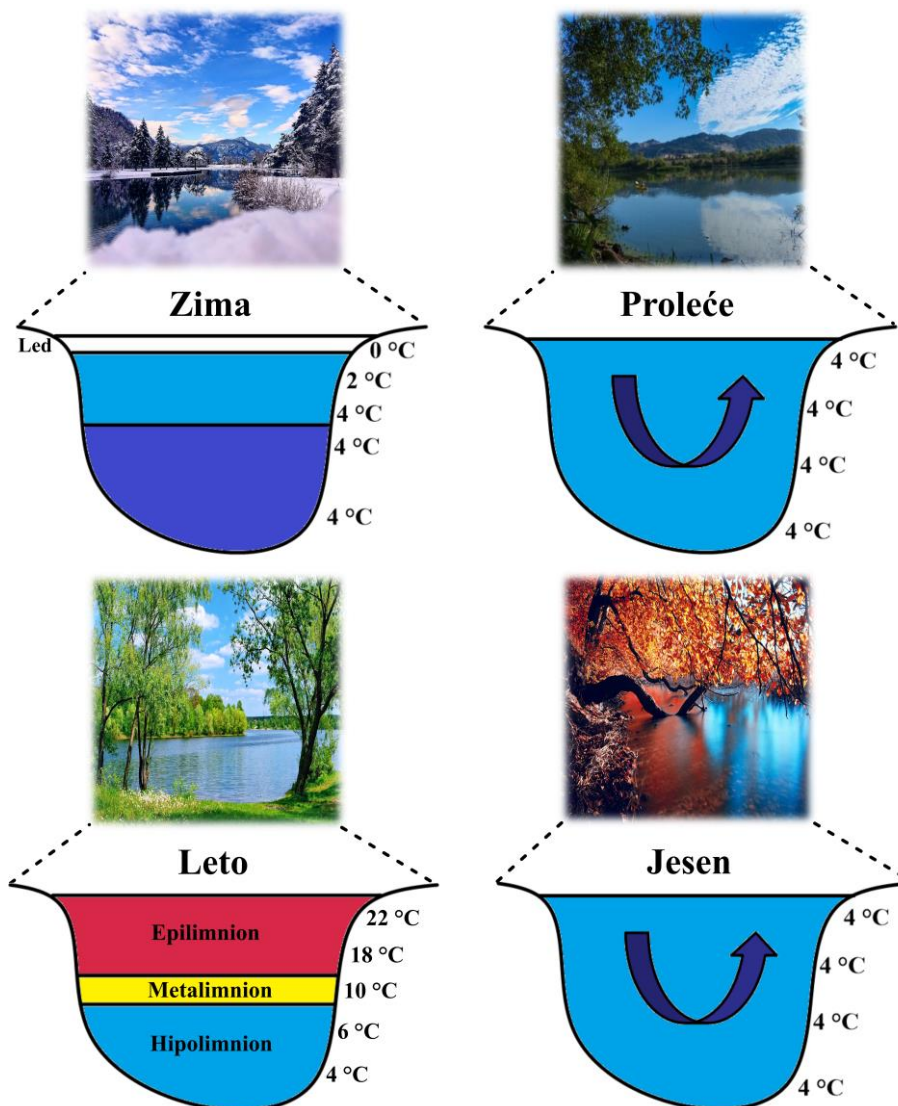 Zima
Led
0 °C
2 °C
4 °C
4 °C
4 °C
Proleće
4 °C
4 °C
4 °C
4 °C
Leto
Epilimnion
22 °C
18 °C
Metalimnion
10 °C
Hipolimnion
6 °C
4 °C
Jesen
4 °C
4 °C
4 °C
4 °C